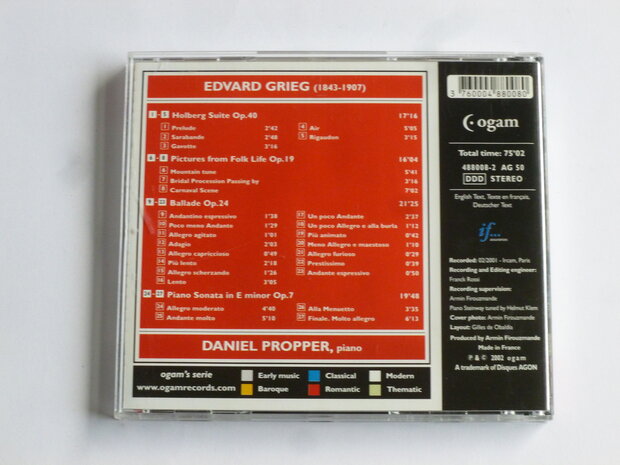 EDVARD GRIEG (1843-1907)
1 - 5 Holberg Suite Op.40 17'16
1 Prelude 2'42
2 Sarabande 2'48
3 Gavotte 3'16
4 Air 5'05
5 Rigaudon 3'15
6 - 8 Pictures from Folk Life Op.19 16'04
6 Mountain tune 5'41
7 Bridal Procession Passing by 3'16
8 Carnaval Scene 7'02
9 - 23 Ballade Op.24 21'25
9 Andantino espressivo 1'38
10 Poco meno Andante 1'29
11 Allegro agitato 1'01
12 Adagio 2'03
13 Allegro capriccioso 0'49
14 Più lento 2'18
15 Allegro scherzando 1'26
16 Lento 3'05
17 Un poco Andante 2'27
18 Un poco Allegro e alla burla 1'12
19 Più animato 0'42
20 Meno Allegro e maestoso 1'10
21 Allegro furioso 0'29
22 Prestissimo 0'39
23 Andante espressivo 0'50
24 - 27 Piano Sonata in E minor Op.7 19'48
24 Allegro moderato 4'40
25 Andante molto 5'10
26 Alla Menuetto 3'35
27 Finale. Molto allegro 6'13
DANIEL PROPPER, piano
ogam's serie
www.ogamrecords.com
Early music
Classical
Modern
Baroque
Romantic
Thematic
3 760004 880080
ogam
Total time: 75'02
488008-2 AG 50
DDD STEREO
English Text, Texte en français,
Deutscher Text
if...
Recorded: 02/2001 - Ircam, Paris
Recording and Editing engineer:
Franck Rossi
Recording supervision:
Armin Firouzmande
Piano Steinway tuned by Helmut Klem
Cover photo: Armin Firouzmande
Layout: Gilles de Obaldia
Produced by Armin Firouzmande
Made in France
℗ & © 2002 ogam
A trademark of Disques AGON